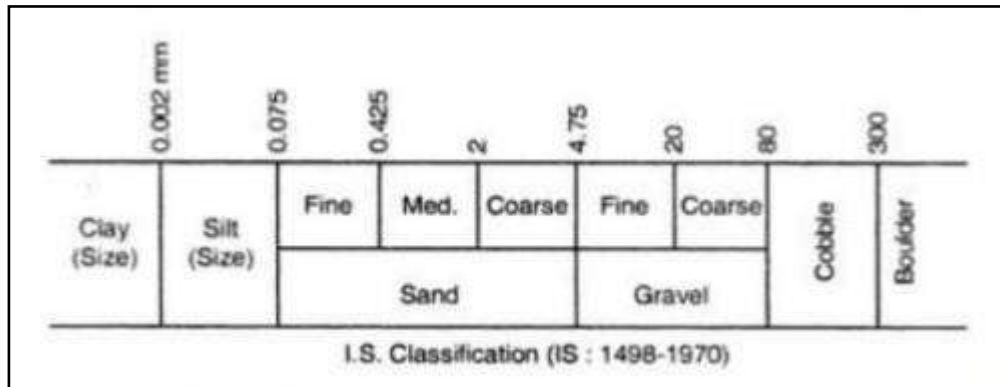 0.002 mm 0.075 0.425 2 4.75 20 80 300
Clay (Size) Silt (Size) Fine Med. Coarse Fine Coarse Cobble Boulder
Sand Gravel
I.S. Classification (IS : 1498-1970)